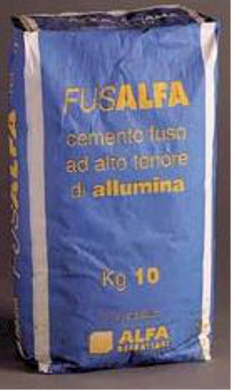 FUSALFA
FUSALFA
cemento fuso
ad alto tenore
di allumina
Kg 10
ALFA